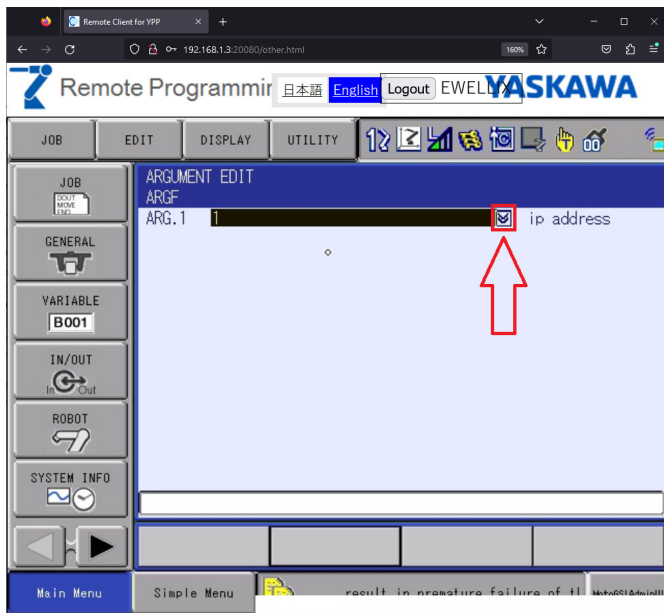 Remote Client for YPP
192.168.1.3:20080/other.html
160%
Remote Programmin
日本語 English Logout EWELLIX
YASKAWA
JOB EDIT DISPLAY UTILITY
JOB
DOUT
MOVE
END
GENERAL
VARIABLE
B001
IN/OUT
In Out
ROBOT
SYSTEM INFO
ARGUMENT EDIT
ARGF
ARG.1 1 ip address
Main Menu Simple Menu result in premature failure of tl